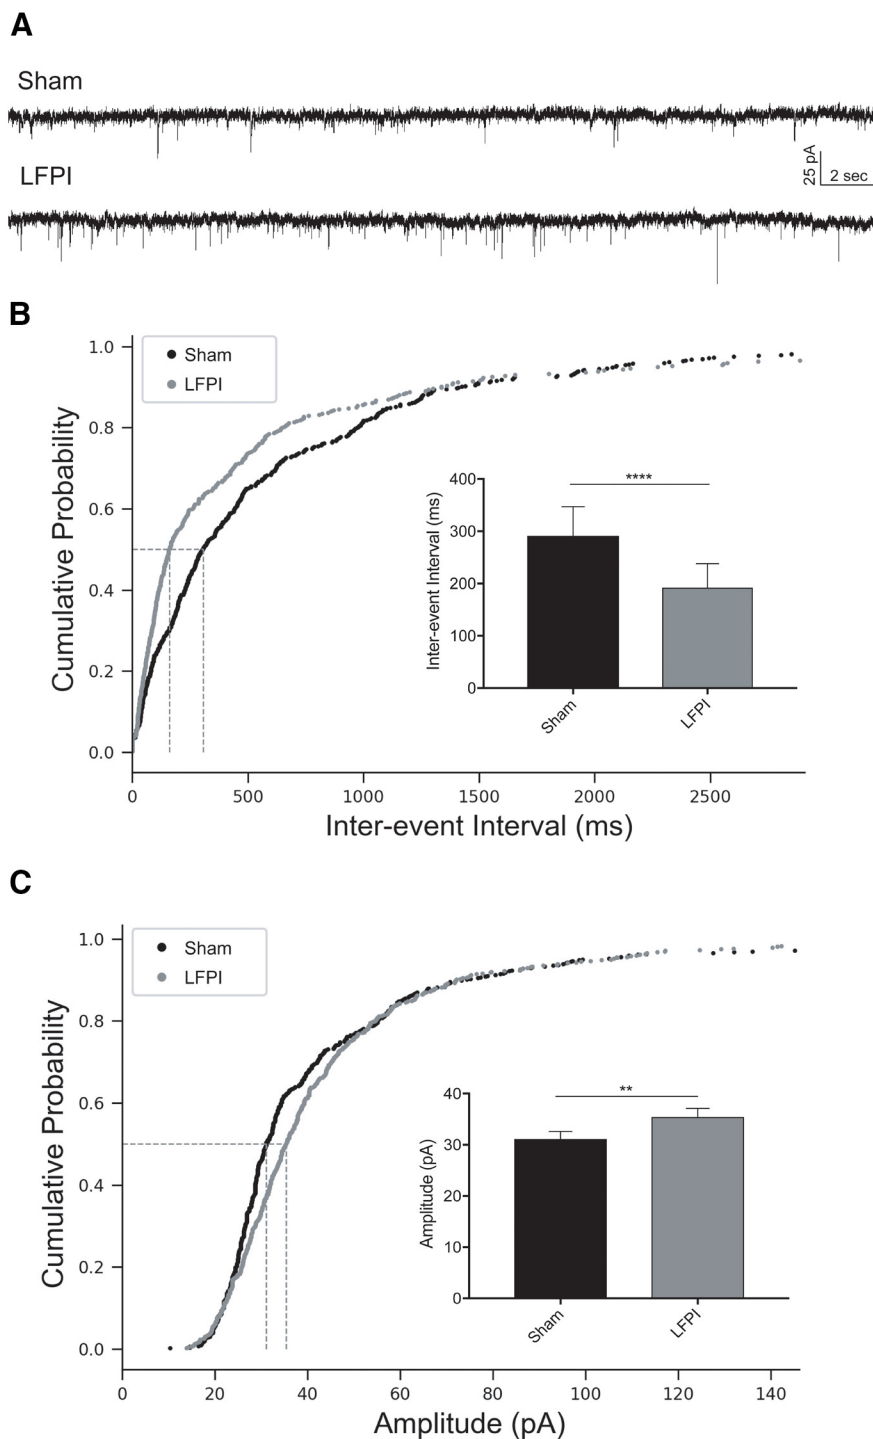 A
Sham
LFPI
25 pA
2 sec
B
Sham
LFPI
Cumulative Probability
1.0
0.8
0.6
0.4
0.2
0.0
0 500 1000 1500 2000 2500
Inter-event Interval (ms)
****
Inter-event Interval (ms)
400
300
200
100
0
Sham
LFPI
C
Sham
LFPI
Cumulative Probability
1.0
0.8
0.6
0.4
0.2
0.0
0 20 40 60 80 100 120 140
Amplitude (pA)
**
Amplitude (pA)
40
30
20
10
0
Sham
LFPI